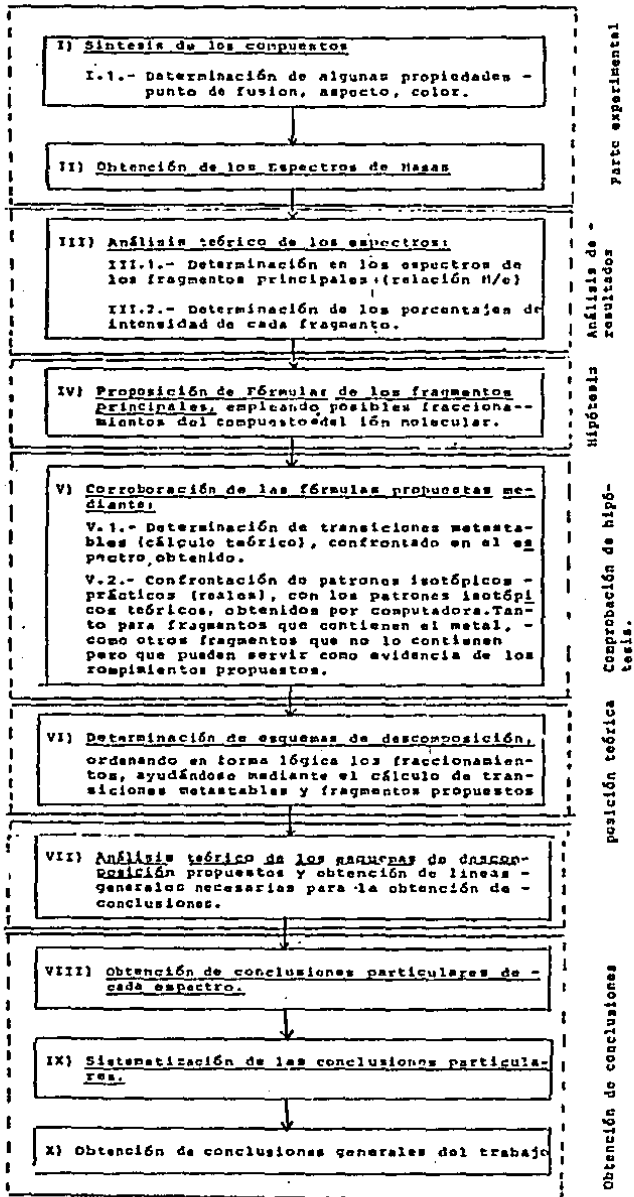 I) Síntesis de los compuestos
I.1.- Determinación de algunas propiedades -
punto de fusion, aspecto, color.
II) Obtención de los Espectros de Masas
Parte experimental
III) Análisis teórico de los espectros:
III.1.- Determinación en los espectros de
los fragmentos principales (relación M/e)
III.2.- Determinación de los porcentajes de
intensidad de cada fragmento.
Análisis de -
resultados
IV) Proposición de Fórmulas de los fragmentos
principales, empleando posibles fracciona--
mientos del compuesto del ión molecular.
Hipótesis
V) Corroboración de las fórmulas propuestas me-
diante:
V.1.- Determinación de transiciones metasta-
bles (cálculo teórico), confrontado en el es
pectro obtenido.
V.2.- Confrontación de patrones isotópicos -
prácticos (reales), con los patrones isotópi
cos teóricos, obtenidos por computadora.Tan-
to para fragmentos que contienen el metal, -
como otros fragmentos que no lo contienen
pero que pueden servir como evidencia de los
rompimientos propuestos.
Comprobación de hipó-
tesis.
VI) Determinación de esquemas de descomposición,
ordenando en forma lógica los fraccionamien-
tos, ayudándose mediante el cálculo de tran-
siciones metastables y fragmentos propuestos
posición teórica
VII) Análisis teórico de los esquemas de descom-
posición propuestos y obtención de lineas -
generales necesarias para la obtención de -
conclusiones.
VIII) Obtención de conclusiones particulares de -
cada espectro.
IX) Sistematización de las conclusiones particula-
res.
X) Obtención de conclusiones generales del trabajo
Obtención de conclusiones